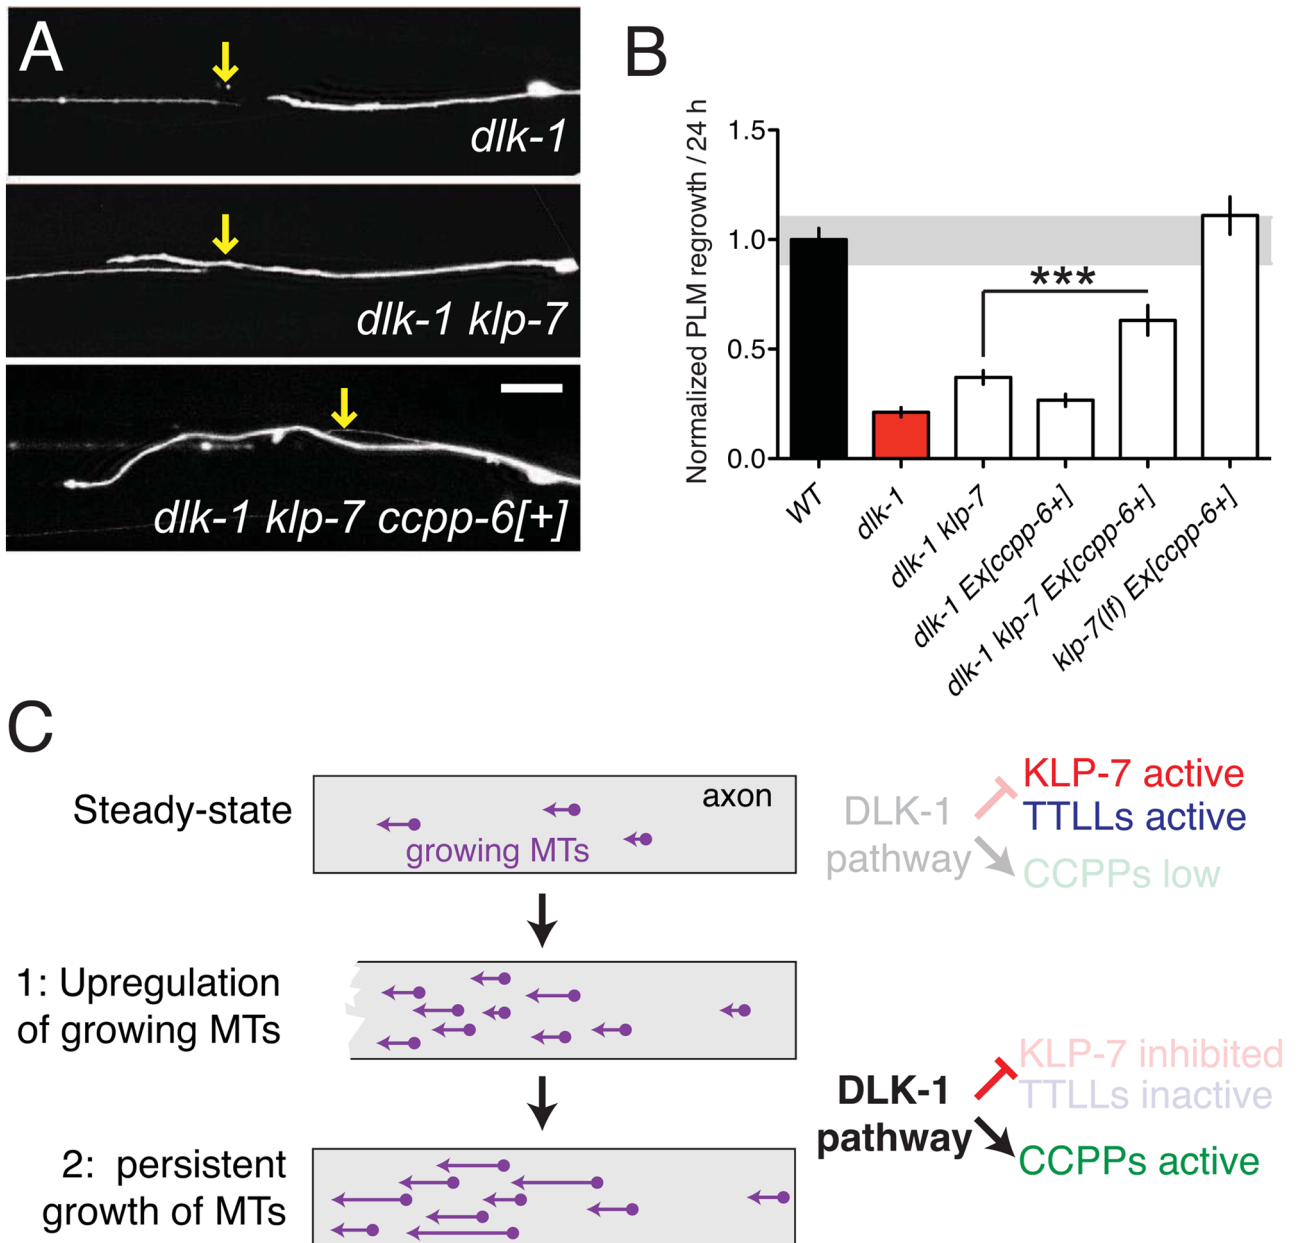 A
dlk-1
dlk-1 klp-7
dlk-1 klp-7 ccpp-6[+]
B
Normalized PLM regrowth / 24 h
1.5
1.0
0.5
0.0
***
WT
dlk-1
dlk-1 klp-7
dlk-1 Ex[ccpp-6+]
dlk-1 klp-7 Ex[ccpp-6+]
klp-7(lf) Ex[ccpp-6+]
C
Steady-state
axon
growing MTs
DLK-1
pathway
KLP-7 active
TTLLs active
CCPPs low
1: Upregulation
of growing MTs
2: persistent
growth of MTs
DLK-1
pathway
KLP-7 inhibited
TTLLs inactive
CCPPs active